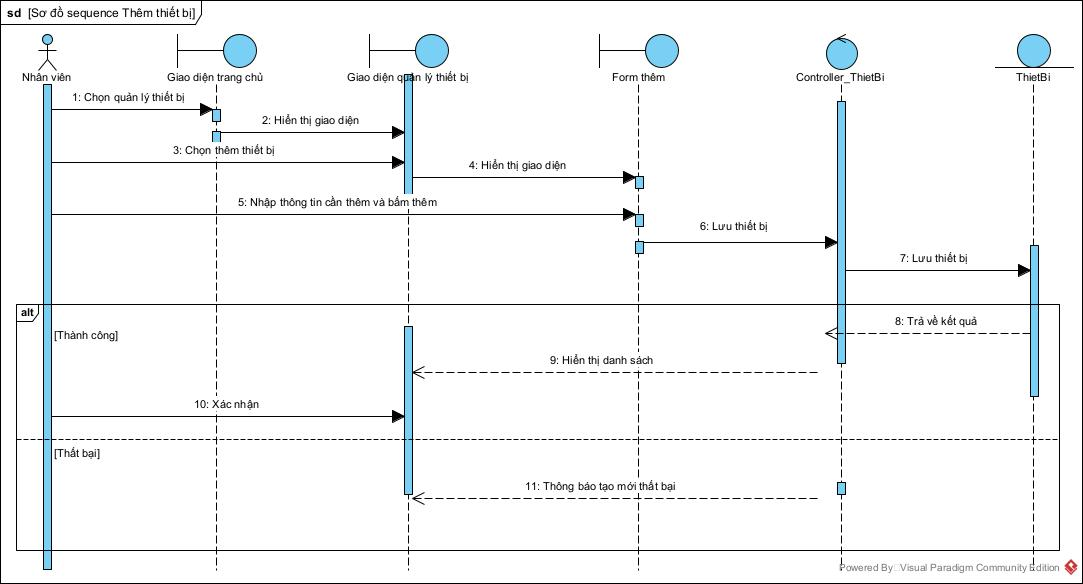 sd [Sơ đồ sequence Thêm thiết bị]
Nhân viên
Giao diện trang chủ
Giao diện quản lý thiết bị
Form thêm
Controller_ThietBi
ThietBi
1: Chọn quản lý thiết bị
2: Hiển thị giao diện
3: Chọn thêm thiết bị
4: Hiển thị giao diện
5: Nhập thông tin cần thêm và bấm thêm
6: Lưu thiết bị
7: Lưu thiết bị
alt
8: Trả về kết quả
[Thành công]
9: Hiển thị danh sách
10: Xác nhận
[Thất bại]
11: Thông báo tạo mới thất bại
Powered By Visual Paradigm Community Edition